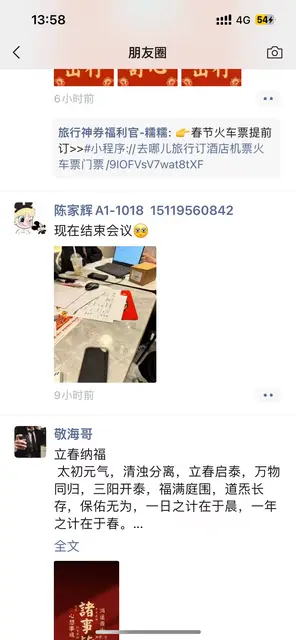 13:58
4G
54
朋友圈
6小时前
旅行神券福利官-糯糯: 👉春节火车票提前
订>>#小程序://去哪儿旅行订酒店机票火
车票门票/9IOFVsV7wat8tXF
陈家辉 A1-1018 15119560842
现在结束会议🥺
9小时前
敬海哥
立春纳福
太初元气，清浊分离，立春启泰，万物
同归，三阳开泰，福满庭围，道炁长
存，保佑无为，一日之计在于晨，一年
之计在于春。...
全文
諸事
心想事成